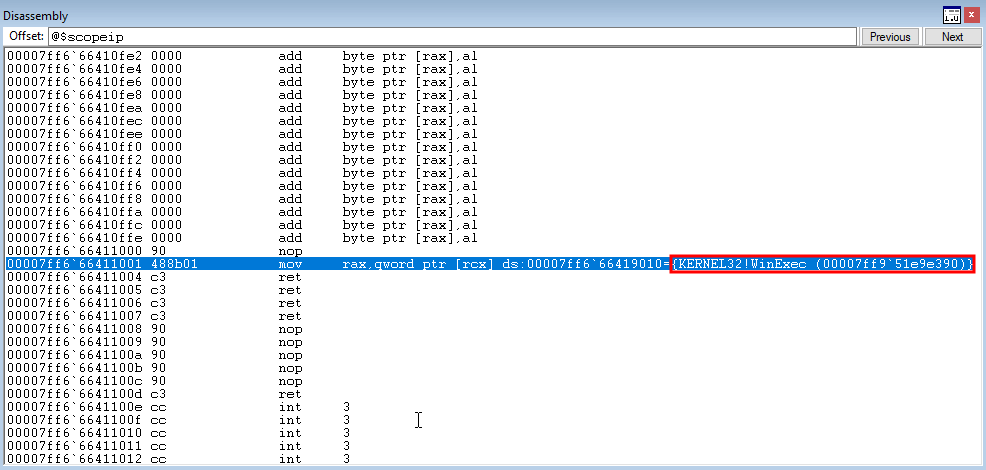 Disassembly
Offset: @$scopeip Previous Next
00007ff6`66410fe2 0000 add byte ptr [rax],al
00007ff6`66410fe4 0000 add byte ptr [rax],al
00007ff6`66410fe6 0000 add byte ptr [rax],al
00007ff6`66410fe8 0000 add byte ptr [rax],al
00007ff6`66410fea 0000 add byte ptr [rax],al
00007ff6`66410fec 0000 add byte ptr [rax],al
00007ff6`66410fee 0000 add byte ptr [rax],al
00007ff6`66410ff0 0000 add byte ptr [rax],al
00007ff6`66410ff2 0000 add byte ptr [rax],al
00007ff6`66410ff4 0000 add byte ptr [rax],al
00007ff6`66410ff6 0000 add byte ptr [rax],al
00007ff6`66410ff8 0000 add byte ptr [rax],al
00007ff6`66410ffa 0000 add byte ptr [rax],al
00007ff6`66410ffc 0000 add byte ptr [rax],al
00007ff6`66410ffe 0000 add byte ptr [rax],al
00007ff6`66411000 90 nop
00007ff6`66411001 488b01 mov rax,qword ptr [rcx] ds:00007ff6`66419010={KERNEL32!WinExec (00007ff9`51e9e390)}
00007ff6`66411004 c3 ret
00007ff6`66411005 c3 ret
00007ff6`66411006 c3 ret
00007ff6`66411007 c3 ret
00007ff6`66411008 90 nop
00007ff6`66411009 90 nop
00007ff6`6641100a 90 nop
00007ff6`6641100b 90 nop
00007ff6`6641100c 90 nop
00007ff6`6641100d c3 ret
00007ff6`6641100e cc int 3
00007ff6`6641100f cc int 3
00007ff6`66411010 cc int 3
00007ff6`66411011 cc int 3
00007ff6`66411012 cc int 3